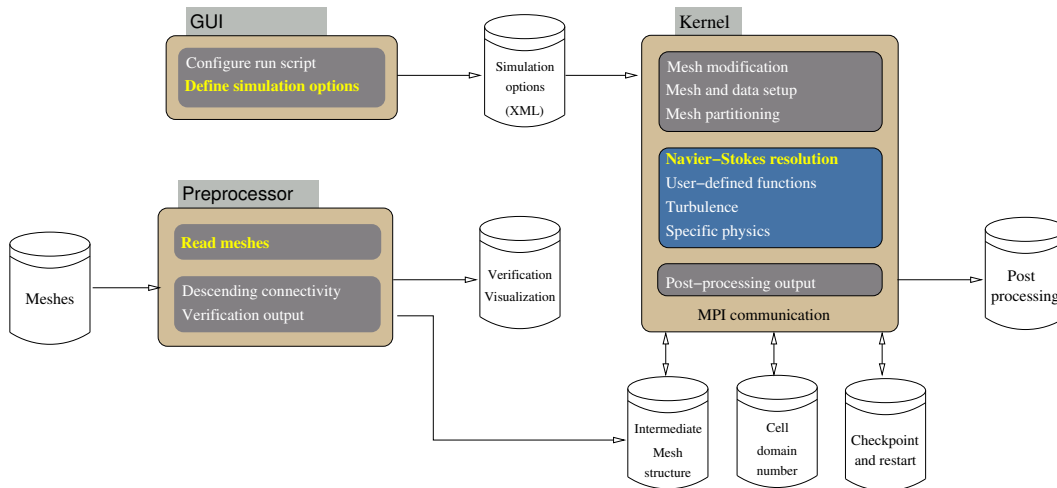 GUI
Configure run script
Define simulation options
Simulation
options
(XML)
Kernel
Mesh modification
Mesh and data setup
Mesh partitioning
Navier−Stokes resolution
User−defined functions
Turbulence
Specific physics
Post−processing output
MPI communication
Preprocessor
Read meshes
Descending connectivity
Verification output
Meshes
Verification
Visualization
Post
processing
Intermediate
Mesh
structure
Cell
domain
number
Checkpoint
and restart